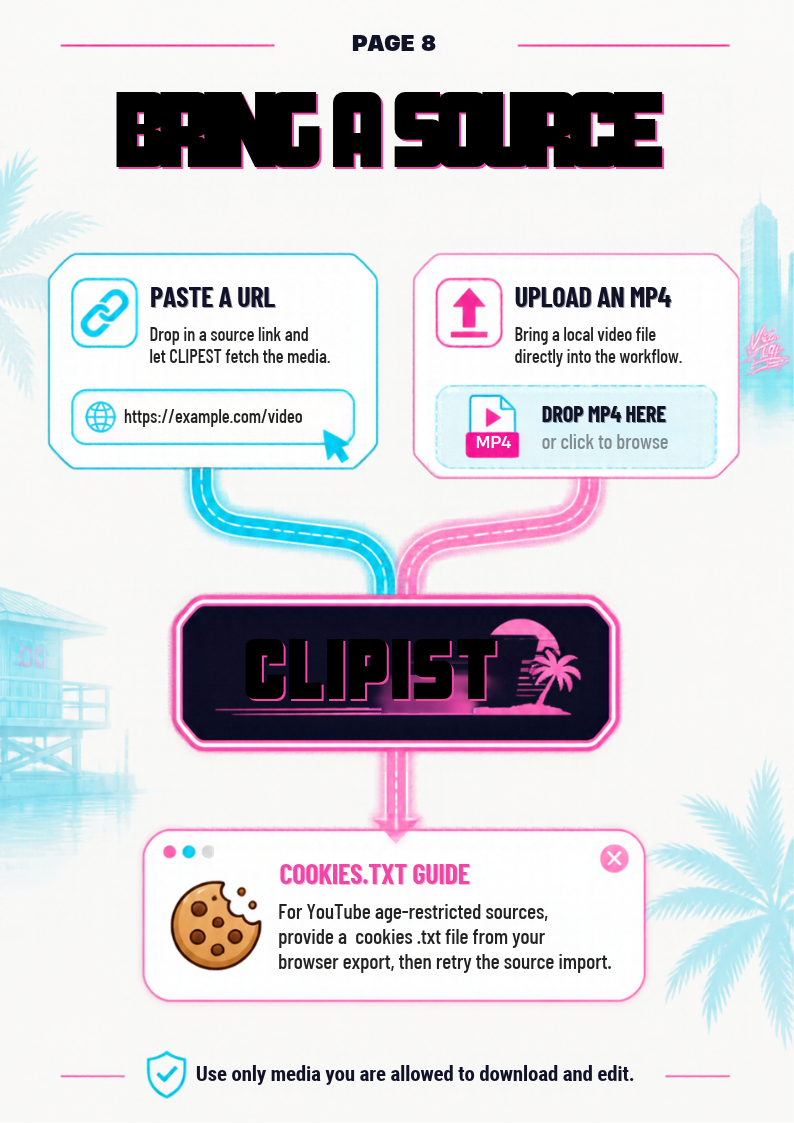 PAGE 8
BRING A SOURCE
PASTE A URL
Drop in a source link and
let CLIPEST fetch the media.
https://example.com/video
UPLOAD AN MP4
Bring a local video file
directly into the workflow.
MP4
DROP MP4 HERE
or click to browse
CLIPIST
COOKIES.TXT GUIDE
For YouTube age-restricted sources,
provide a  cookies .txt file from your
browser export, then retry the source import.
Use only media you are allowed to download and edit.